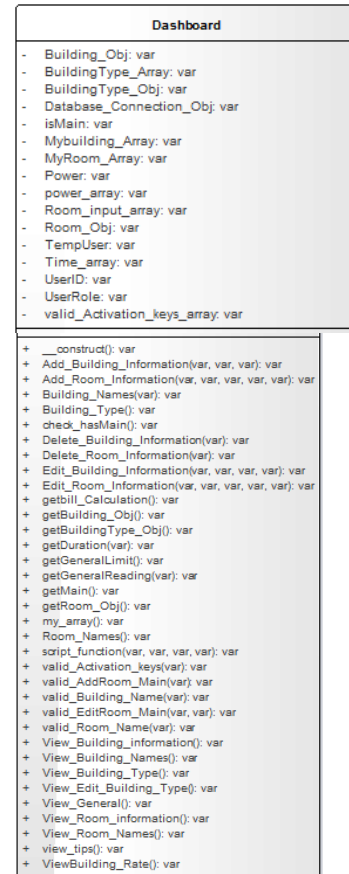 Dashboard
- Building_Obj: var
- BuildingType_Array: var
- BuildingType_Obj: var
- Database_Connection_Obj: var
- isMain: var
- Mybuilding_Array: var
- MyRoom_Array: var
- Power: var
- power_array: var
- Room_input_array: var
- Room_Obj: var
- TempUser: var
- Time_array: var
- UserID: var
- UserRole: var
- valid_Activation_keys_array: var
+ __construct(): var
+ Add_Building_Information(var, var, var): var
+ Add_Room_Information(var, var, var, var, var): var
+ Building_Names(var): var
+ Building_Type(): var
+ check_hasMain(): var
+ Delete_Building_Information(var): var
+ Delete_Room_Information(var): var
+ Edit_Building_Information(var, var, var, var): var
+ Edit_Room_Information(var, var, var, var, var): var
+ getbill_Calculation(): var
+ getBuilding_Obj(): var
+ getBuildingType_Obj(): var
+ getDuration(var): var
+ getGeneralLimit(): var
+ getGeneralReading(var): var
+ getMain(): var
+ getRoom_Obj(): var
+ my_array(): var
+ Room_Names(): var
+ script_function(var, var, var, var): var
+ valid_Activation_keys(var): var
+ valid_AddRoom_Main(var): var
+ valid_Building_Name(var): var
+ valid_EditRoom_Main(var, var): var
+ valid_Room_Name(var): var
+ View_Building_information(): var
+ View_Building_Names(): var
+ View_Building_Type(): var
+ View_Edit_Building_Type(): var
+ View_General(): var
+ View_Room_information(): var
+ View_Room_Names(): var
+ view_tips(): var
+ ViewBuilding_Rate(): var